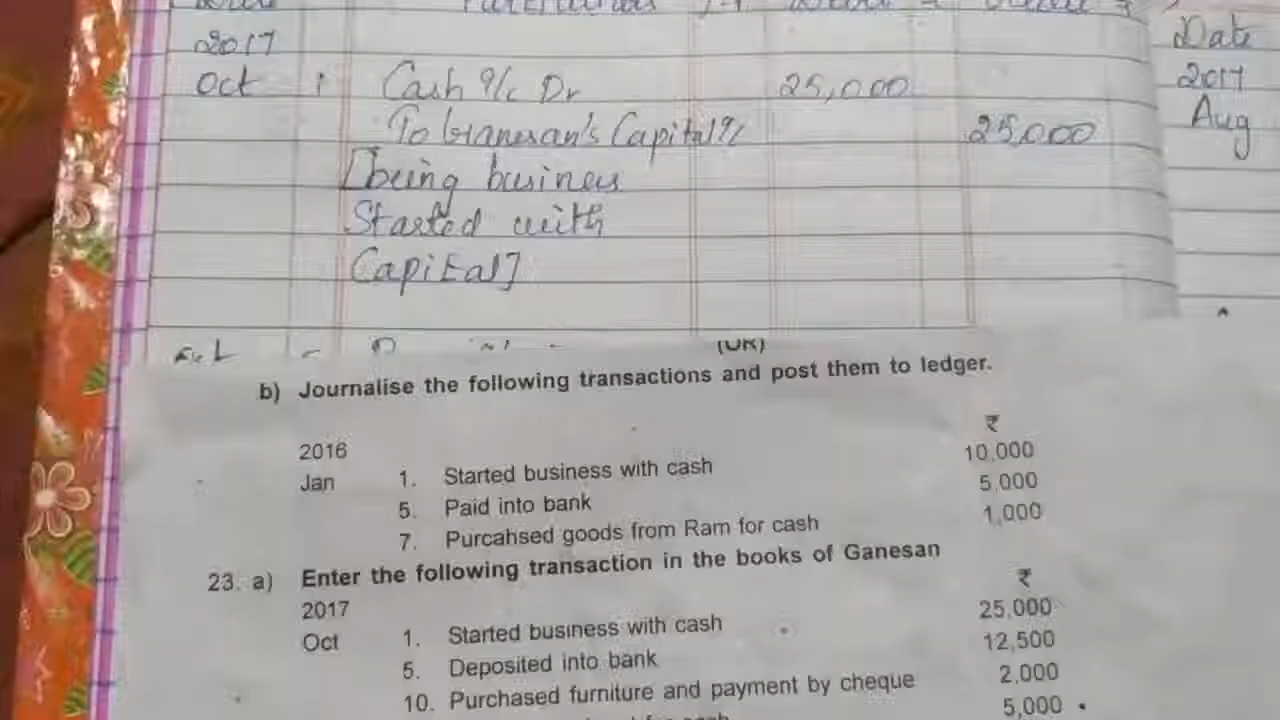 2017
Oct 1 Cash a/c Dr 25,000
To Ganesan's Capital a/c 25,000
[being business
Started with
Capital]
Date
2017
Aug
(OR)
b) Journalise the following transactions and post them to ledger.
₹
2016
Jan 1. Started business with cash 10,000
5. Paid into bank 5,000
7. Purcahsed goods from Ram for cash 1,000
23. a) Enter the following transaction in the books of Ganesan
2017 ₹
Oct 1. Started business with cash 25,000
5. Deposited into bank 12,500
10. Purchased furniture and payment by cheque 2,000
for cash 5,000